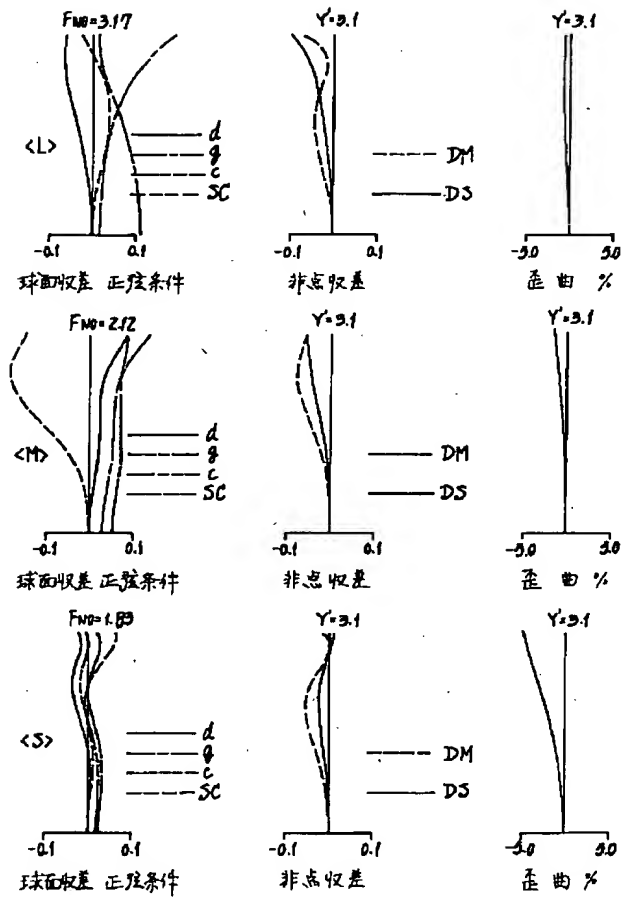 FNO=3.17 Y'=3.1 Y'=3.1
d
g
DM
<L>
c
SC
DS
-0.1 0.1 -0.1 0.1 -5.0 5.0
球面収差 正弦条件 非点収差 歪曲 %
FNO=2.12 Y'=3.1 Y'=3.1
d
<M>
g DM
c
SC DS
-0.1 0.1 -0.1 0.1 -5.0 5.0
球面収差 正弦条件 非点収差 歪曲 %
FNO=1.83 Y'=3.1 Y'=3.1
<S>
d
g DM
c
SC DS
-0.1 0.1 -0.1 0.1 -5.0 5.0
球面収差 正弦条件 非点収差 歪曲 %